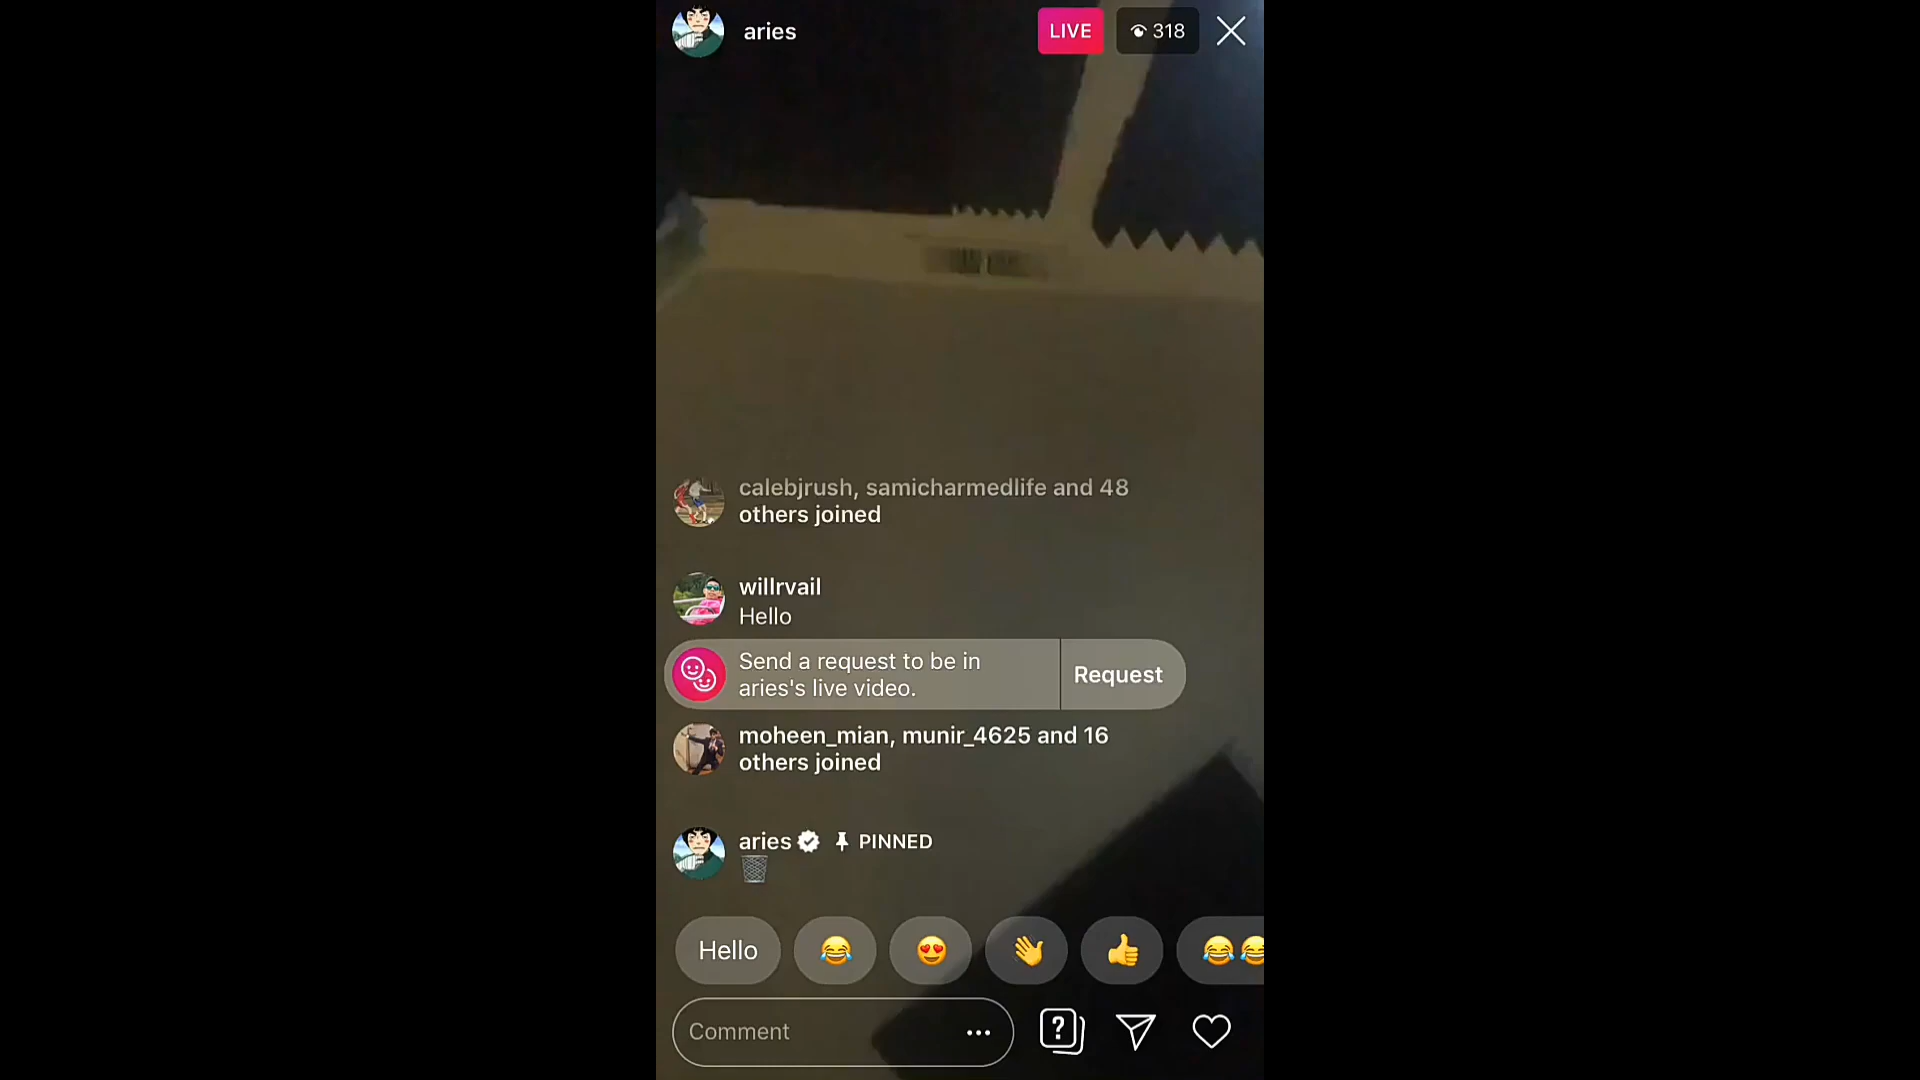 aries
LIVE
318
calebjrush, samicharmedlife and 48
others joined
willrvail
Hello
Send a request to be in
aries's live video.
Request
moheen_mian, munir_4625 and 16
others joined
aries PINNED
🗑️
Hello 😂 😍 👋 👍 😂😂
Comment